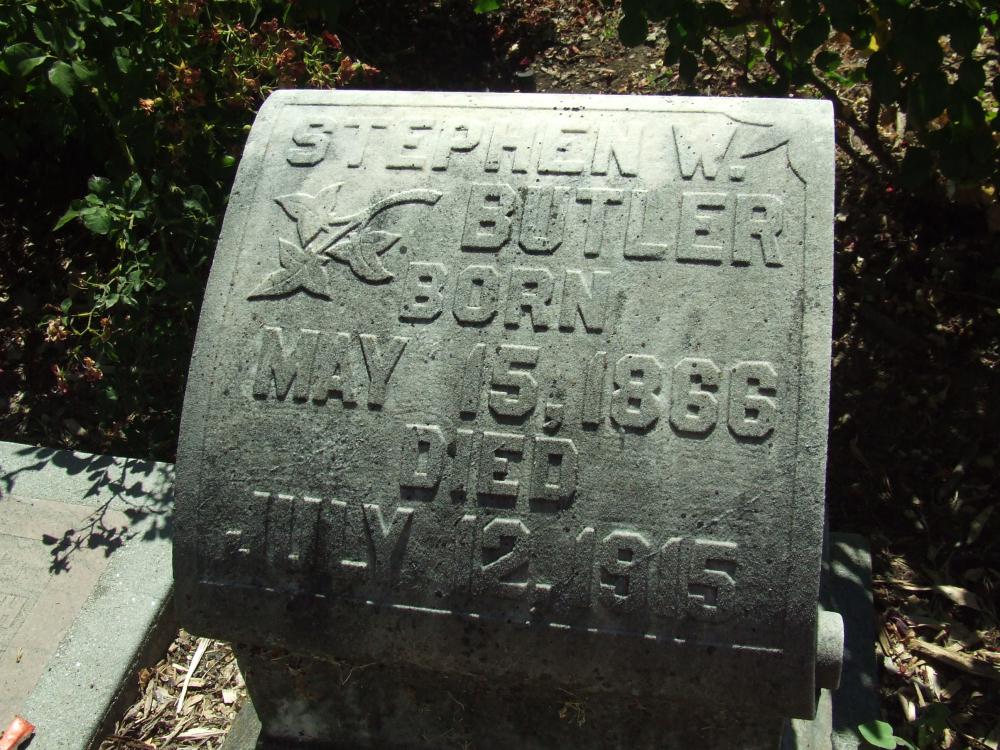 STEPHEN W.
BUTLER
BORN
MAY 15, 1866
DIED
JULY 12, 1915